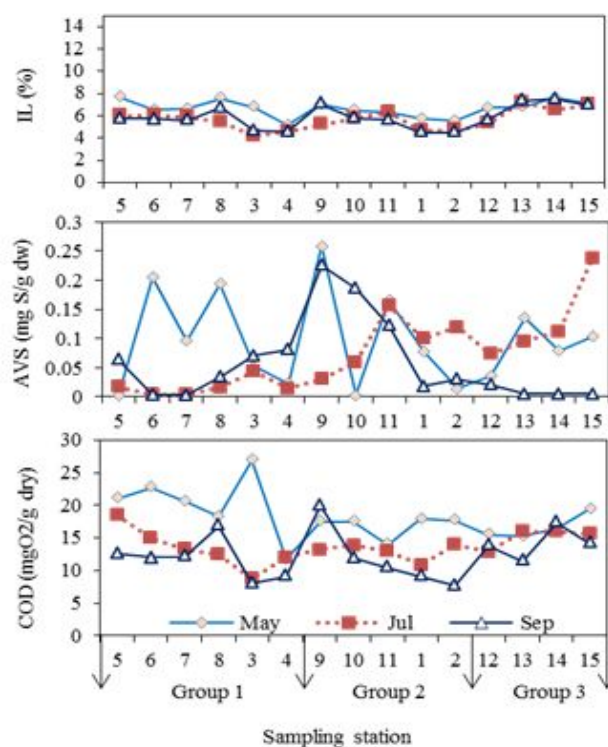 14
12
10
8
6
4
2
0
IL (%)
5 6 7 8 3 4 9 10 11 1 2 12 13 14 15
0.3
0.25
0.2
0.15
0.1
0.05
0
AVS (mg S/g dw)
5 6 7 8 3 4 9 10 11 1 2 12 13 14 15
30
25
20
15
10
5
0
COD (mgO2/g dry)
May Jul Sep
5 6 7 8 3 4 9 10 11 1 2 12 13 14 15
Group 1 Group 2 Group 3
Sampling station